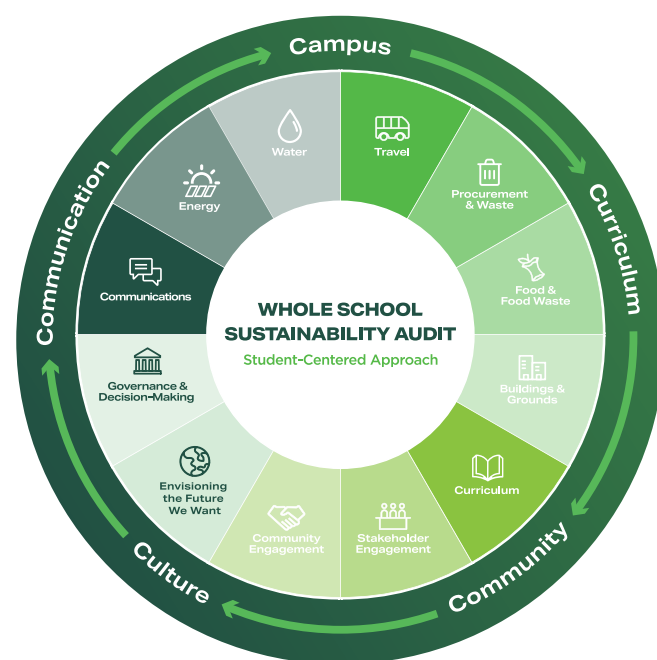 Campus
Curriculum
Community
Culture
Communication
Travel
Procurement
& Waste
Food &
Food Waste
Buildings &
Grounds
Curriculum
Stakeholder
Engagement
Community
Engagement
Envisioning
the Future
We Want
Governance &
Decision-Making
Communications
Energy
Water
WHOLE SCHOOL
SUSTAINABILITY AUDIT
Student-Centered Approach